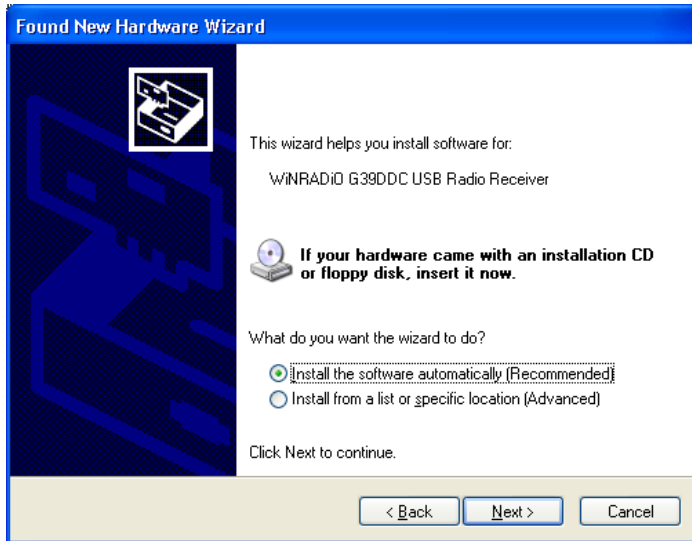 Found New Hardware Wizard
This wizard helps you install software for:
WiNRADiO G39DDC USB Radio Receiver
If your hardware came with an installation CD
or floppy disk, insert it now.
What do you want the wizard to do?
Install the software automatically (Recommended)
Install from a list or specific location (Advanced)
Click Next to continue.
< Back Next > Cancel